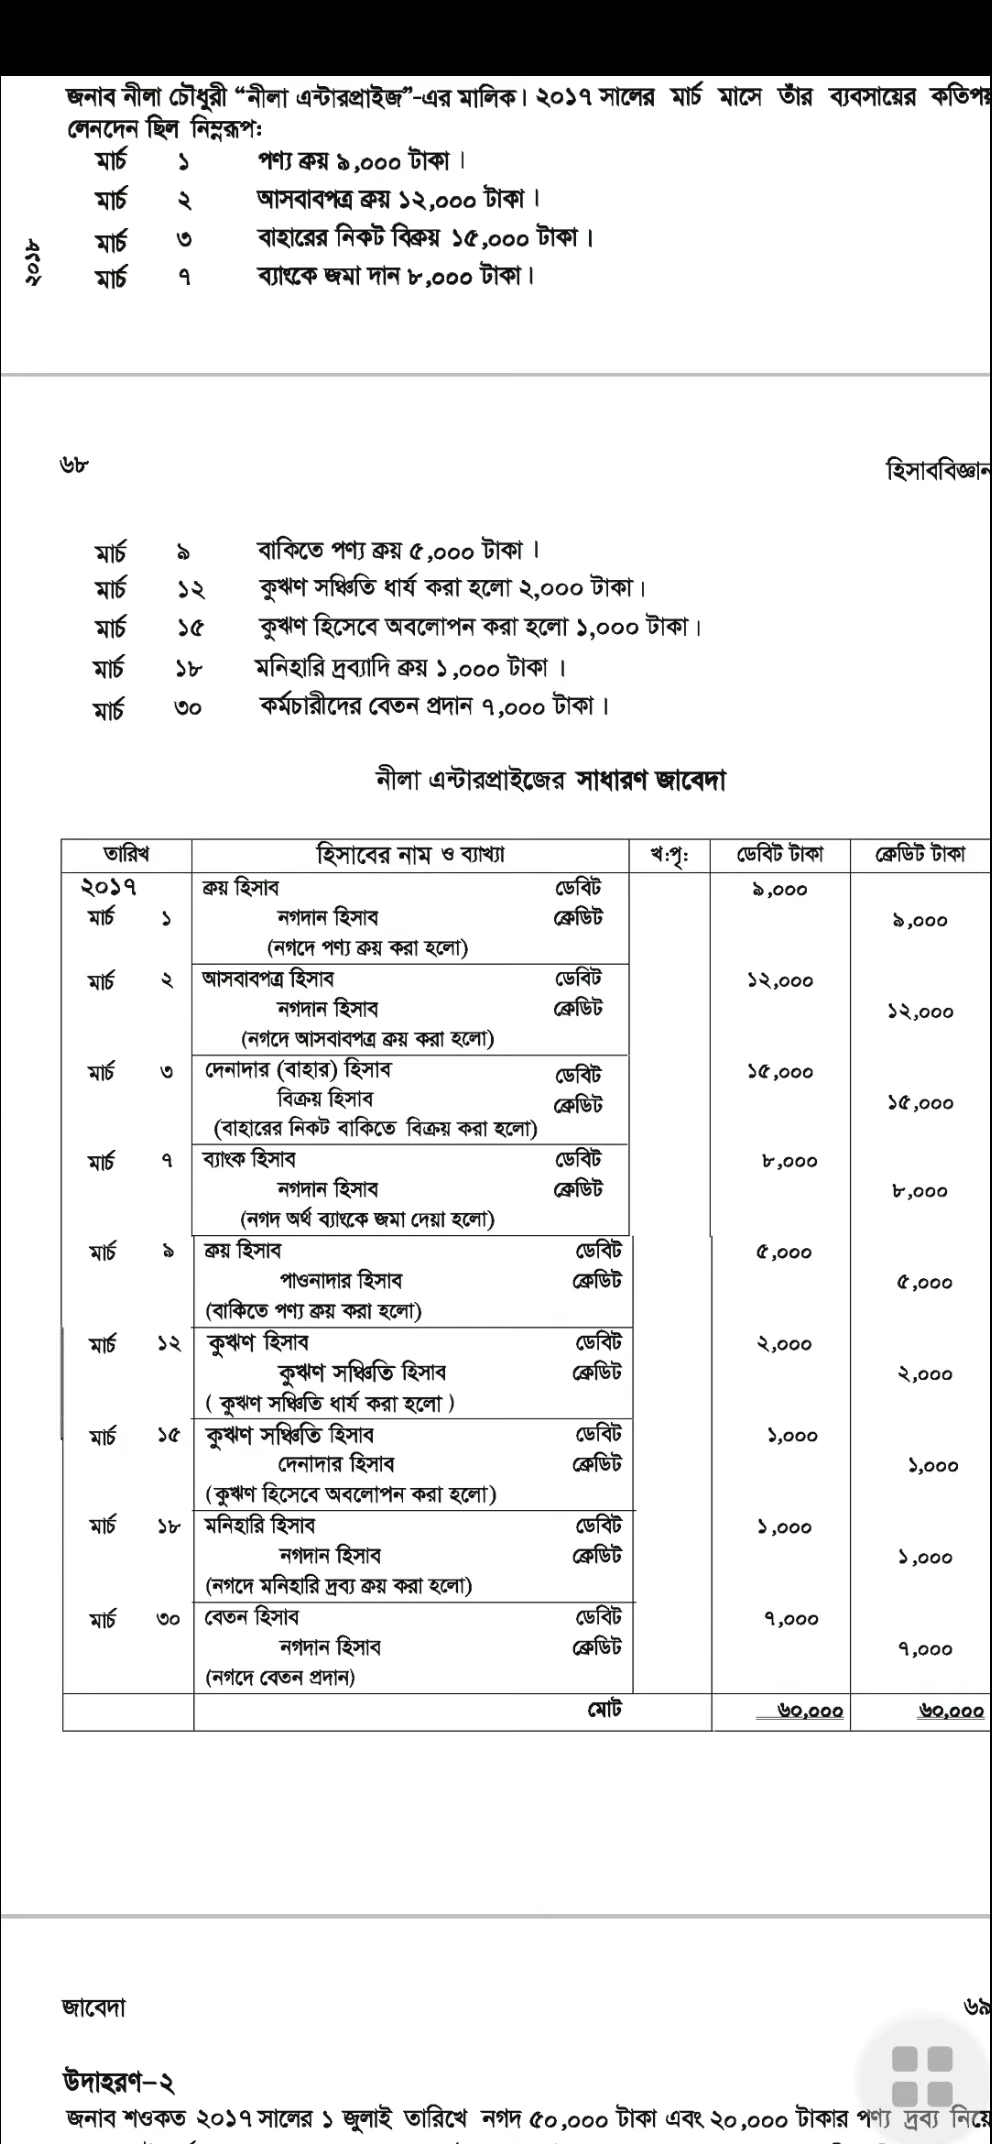 জনাব নীলা চৌধুরী “নীলা এন্টারপ্রাইজ”-এর মালিক। ২০১৭ সালের মার্চ মাসে তাঁর ব্যবসায়ের কতিপয়
লেনদেন ছিল নিম্নরূপঃ
মার্চ ১ পণ্য ক্রয় ৯,০০০ টাকা।
মার্চ ২ আসবাবপত্র ক্রয় ১২,০০০ টাকা।
মার্চ ৩ বাহারের নিকট বিক্রয় ১৫,০০০ টাকা।
২০১৮
মার্চ ৭ ব্যাংকে জমা দান ৮,০০০ টাকা।
৬৮ হিসাববিজ্ঞান
মার্চ ৯ বাকিতে পণ্য ক্রয় ৫,০০০ টাকা।
মার্চ ১২ কুঋণ সঞ্চিতি ধার্য করা হলো ২,০০০ টাকা।
মার্চ ১৫ কুঋণ হিসেবে অবলোপন করা হলো ১,০০০ টাকা।
মার্চ ১৮ মনিহারি দ্রব্যাদি ক্রয় ১,০০০ টাকা।
মার্চ ৩০ কর্মচারীদের বেতন প্রদান ৭,০০০ টাকা।
নীলা এন্টারপ্রাইজের সাধারণ জাবেদা
তারিখ হিসাবের নাম ও ব্যাখ্যা খ:পৃ: ডেবিট টাকা ক্রেডিট টাকা
২০১৭ ক্রয় হিসাব ডেবিট ৯,০০০
মার্চ ১ নগদান হিসাব ক্রেডিট ৯,০০০
(নগদে পণ্য ক্রয় করা হলো)
মার্চ ২ আসবাবপত্র হিসাব ডেবিট ১২,০০০
নগদান হিসাব ক্রেডিট ১২,০০০
(নগদে আসবাবপত্র ক্রয় করা হলো)
মার্চ ৩ দেনাদার (বাহার) হিসাব ডেবিট ১৫,০০০
বিক্রয় হিসাব ক্রেডিট ১৫,০০০
(বাহারের নিকট বাকিতে বিক্রয় করা হলো)
মার্চ ৭ ব্যাংক হিসাব ডেবিট ৮,০০০
নগদান হিসাব ক্রেডিট ৮,০০০
(নগদ অর্থ ব্যাংকে জমা দেয়া হলো)
মার্চ ৯ ক্রয় হিসাব ডেবিট ৫,০০০
পাওনাদার হিসাব ক্রেডিট ৫,০০০
(বাকিতে পণ্য ক্রয় করা হলো)
মার্চ ১২ কুঋণ হিসাব ডেবিট ২,০০০
কুঋণ সঞ্চিতি হিসাব ক্রেডিট ২,০০০
( কুঋণ সঞ্চিতি ধার্য করা হলো )
মার্চ ১৫ কুঋণ সঞ্চিতি হিসাব ডেবিট ১,০০০
দেনাদার হিসাব ক্রেডিট ১,০০০
(কুঋণ হিসেবে অবলোপন করা হলো)
মার্চ ১৮ মনিহারি হিসাব ডেবিট ১,০০০
নগদান হিসাব ক্রেডিট ১,০০০
(নগদে মনিহারি দ্রব্য ক্রয় করা হলো)
মার্চ ৩০ বেতন হিসাব ডেবিট ৭,০০০
নগদান হিসাব ক্রেডিট ৭,০০০
(নগদে বেতন প্রদান)
মোট ৬০,০০০ ৬০,০০০
জাবেদা ৬৯
উদাহরণ–২
জনাব শওকত ২০১৭ সালের ১ জুলাই তারিখে নগদ ৫০,০০০ টাকা এবং ২০,০০০ টাকার পণ্য দ্রব্য নিয়ে